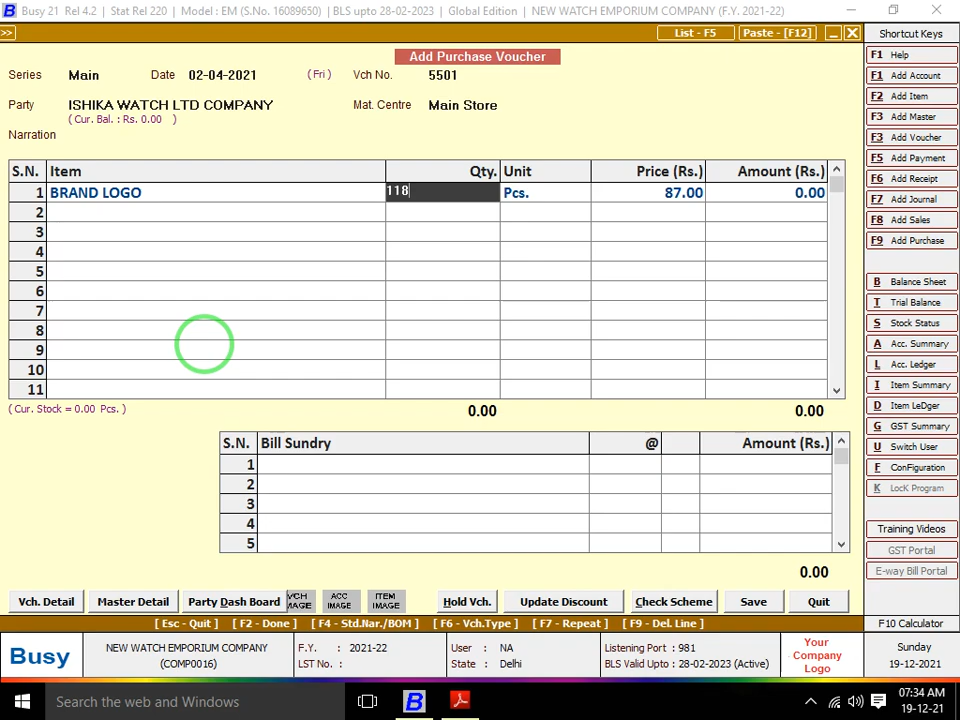 Busy 21 Rel 4.2 | Stat Rel 220 | Model : EM (S.No. 16089650) | BLS upto 28-02-2023 | Global Edition | NEW WATCH EMPORIUM COMPANY (F.Y. 2021-22)
>> List - F5 Paste - [F12] Shortcut Keys
Add Purchase Voucher
Series Main Date 02-04-2021 (Fri) Vch No. 5501
Party ISHIKA WATCH LTD COMPANY Mat. Centre Main Store
(Cur. Bal. : Rs. 0.00 )
Narration
S.N. Item Qty. Unit Price (Rs.) Amount (Rs.)
1 BRAND LOGO 118 Pcs. 87.00 0.00
2
3
4
5
6
7
8
9
10
11
(Cur. Stock = 0.00 Pcs. ) 0.00 0.00
S.N. Bill Sundry @ Amount (Rs.)
1
2
3
4
5
0.00
Vch. Detail Master Detail Party Dash Board VCH IMAGE ACC IMAGE ITEM IMAGE Hold Vch. Update Discount Check Scheme Save Quit
[ Esc - Quit ] [ F2 - Done ] [ F4 - Std.Nar./BOM ] [ F6 - Vch.Type ] [ F7 - Repeat ] [ F9 - Del. Line ]
F1 Help
F1 Add Account
F2 Add Item
F3 Add Master
F3 Add Voucher
F5 Add Payment
F6 Add Receipt
F7 Add Journal
F8 Add Sales
F9 Add Purchase
B Balance Sheet
T Trial Balance
S Stock Status
A Acc. Summary
L Acc. Ledger
I Item Summary
D Item LeDger
G GST Summary
U Switch User
F ConFiguration
K LocK Program
Training Videos
GST Portal
E-way Bill Portal
F10 Calculator
Busy NEW WATCH EMPORIUM COMPANY F.Y. : 2021-22 User : NA Listening Port : 981 Your Company Logo Sunday
(COMP0016) LST No. : State : Delhi BLS Valid Upto : 28-02-2023 (Active) 19-12-2021
Search the web and Windows 07:34 AM
19-12-21